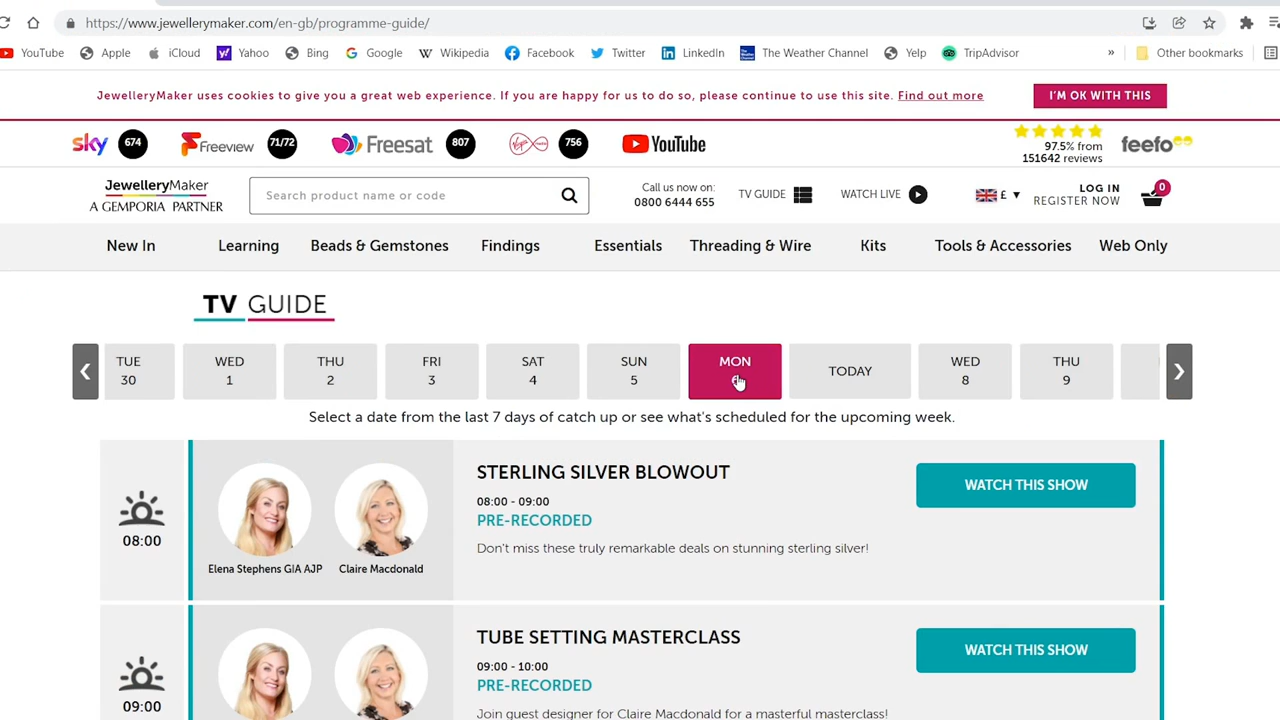 https://www.jewellerymaker.com/en-gb/programme-guide/
YouTube Apple iCloud Yahoo Bing Google Wikipedia Facebook Twitter LinkedIn The Weather Channel Yelp TripAdvisor » Other bookmarks
JewelleryMaker uses cookies to give you a great web experience. If you are happy for us to do so, please continue to use this site. Find out more
I'M OK WITH THIS
sky 674 Freeview 71/72 Freesat 807 756 YouTube
97.5% from
151642 reviews
feefo
JewelleryMaker
A GEMPORIA PARTNER
Search product name or code
Call us now on:
0800 6444 655
TV GUIDE
WATCH LIVE
£ ▼
LOG IN
REGISTER NOW
0
New In Learning Beads & Gemstones Findings Essentials Threading & Wire Kits Tools & Accessories Web Only
TV GUIDE
TUE WED THU FRI SAT SUN MON TODAY WED THU
30 1 2 3 4 5 8 9
Select a date from the last 7 days of catch up or see what's scheduled for the upcoming week.
STERLING SILVER BLOWOUT
WATCH THIS SHOW
08:00 - 09:00
PRE-RECORDED
08:00
Don't miss these truly remarkable deals on stunning sterling silver!
Elena Stephens GIA AJP Claire Macdonald
TUBE SETTING MASTERCLASS
WATCH THIS SHOW
09:00 - 10:00
PRE-RECORDED
09:00
Join guest designer for Claire Macdonald for a masterful masterclass!